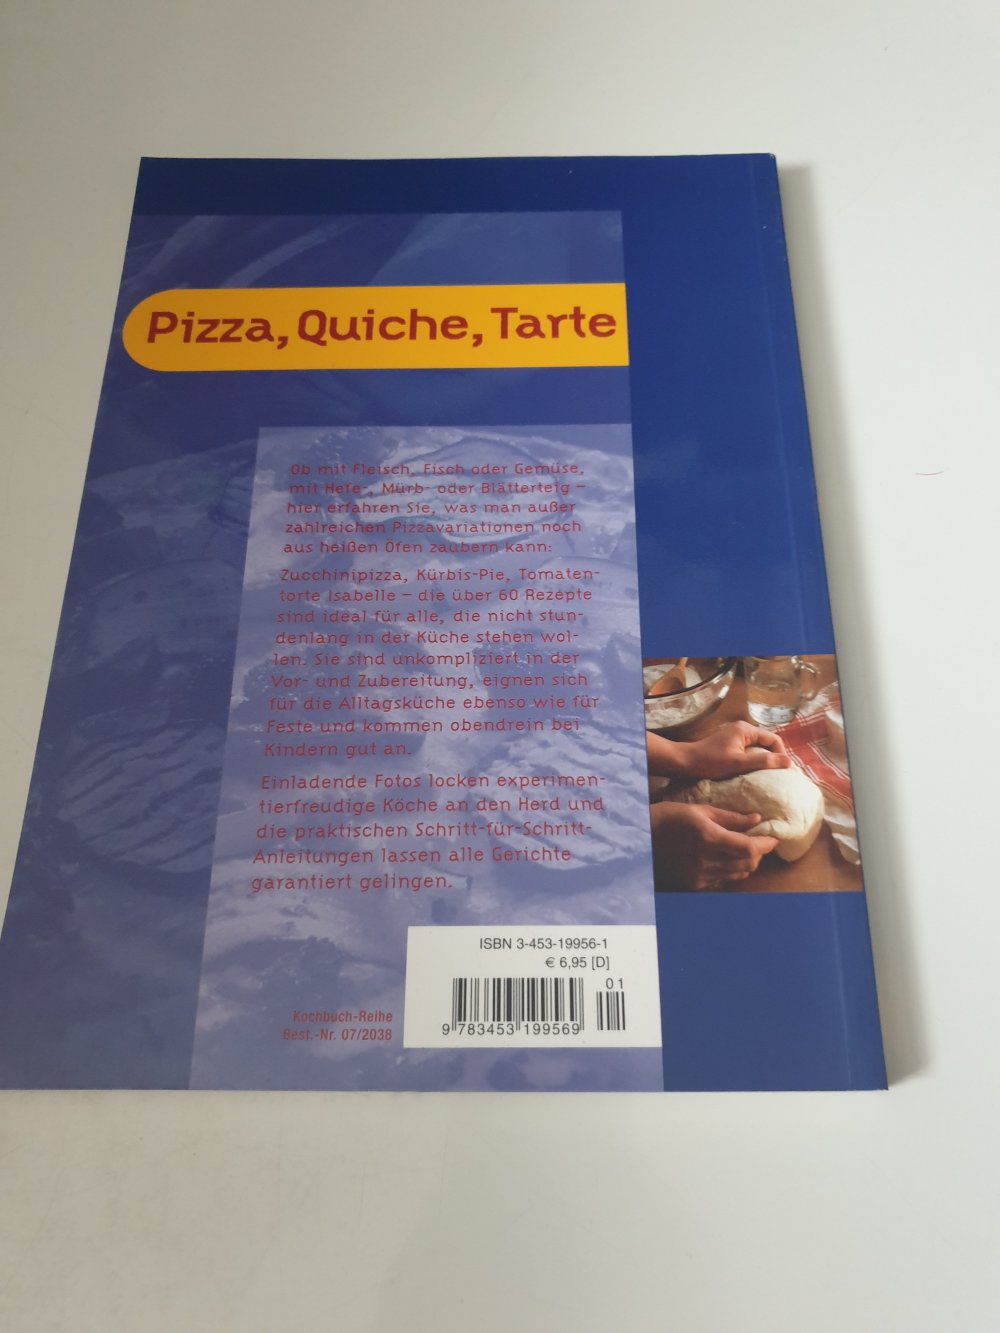 Pizza, Quiche, Tarte
Ob mit Fleisch, Fisch oder Gemüse,
mit Hefe-, Mürb- oder Blätterteig –
hier erfahren Sie, was man außer
zahlreichen Pizzavariationen noch
aus heißen Öfen zaubern kann:
Zucchinipizza, Kürbis-Pie, Tomaten-
torte Isabelle – die über 60 Rezepte
sind ideal für alle, die nicht stun-
denlang in der Küche stehen wol-
len. Sie sind unkompliziert in der
Vor- und Zubereitung, eignen sich
für die Alltagsküche ebenso wie für
Feste und kommen obendrein bei
Kindern gut an.
Einladende Fotos locken experimen-
tierfreudige Köche an den Herd und
die praktischen Schritt-für-Schritt-
Anleitungen lassen alle Gerichte
garantiert gelingen.
ISBN 3-453-19956-1
€ 6,95 [D]
01
9 783453 199569
Kochbuch-Reihe
Best.-Nr. 07/2038